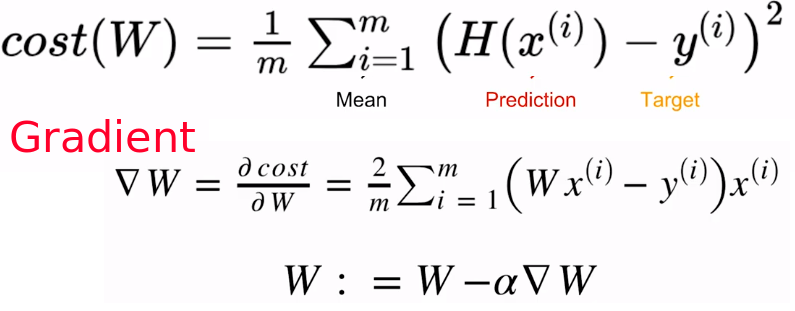 cost(W) = 1/m ∑_{i=1}^{m} (H(x^{(i)}) − y^{(i)})^2
Mean Prediction Target
Gradient
∇W = ∂cost/∂W = 2/m ∑_{i = 1}^{m} (Wx^{(i)} − y^{(i)})x^{(i)}
W : = W − α∇W